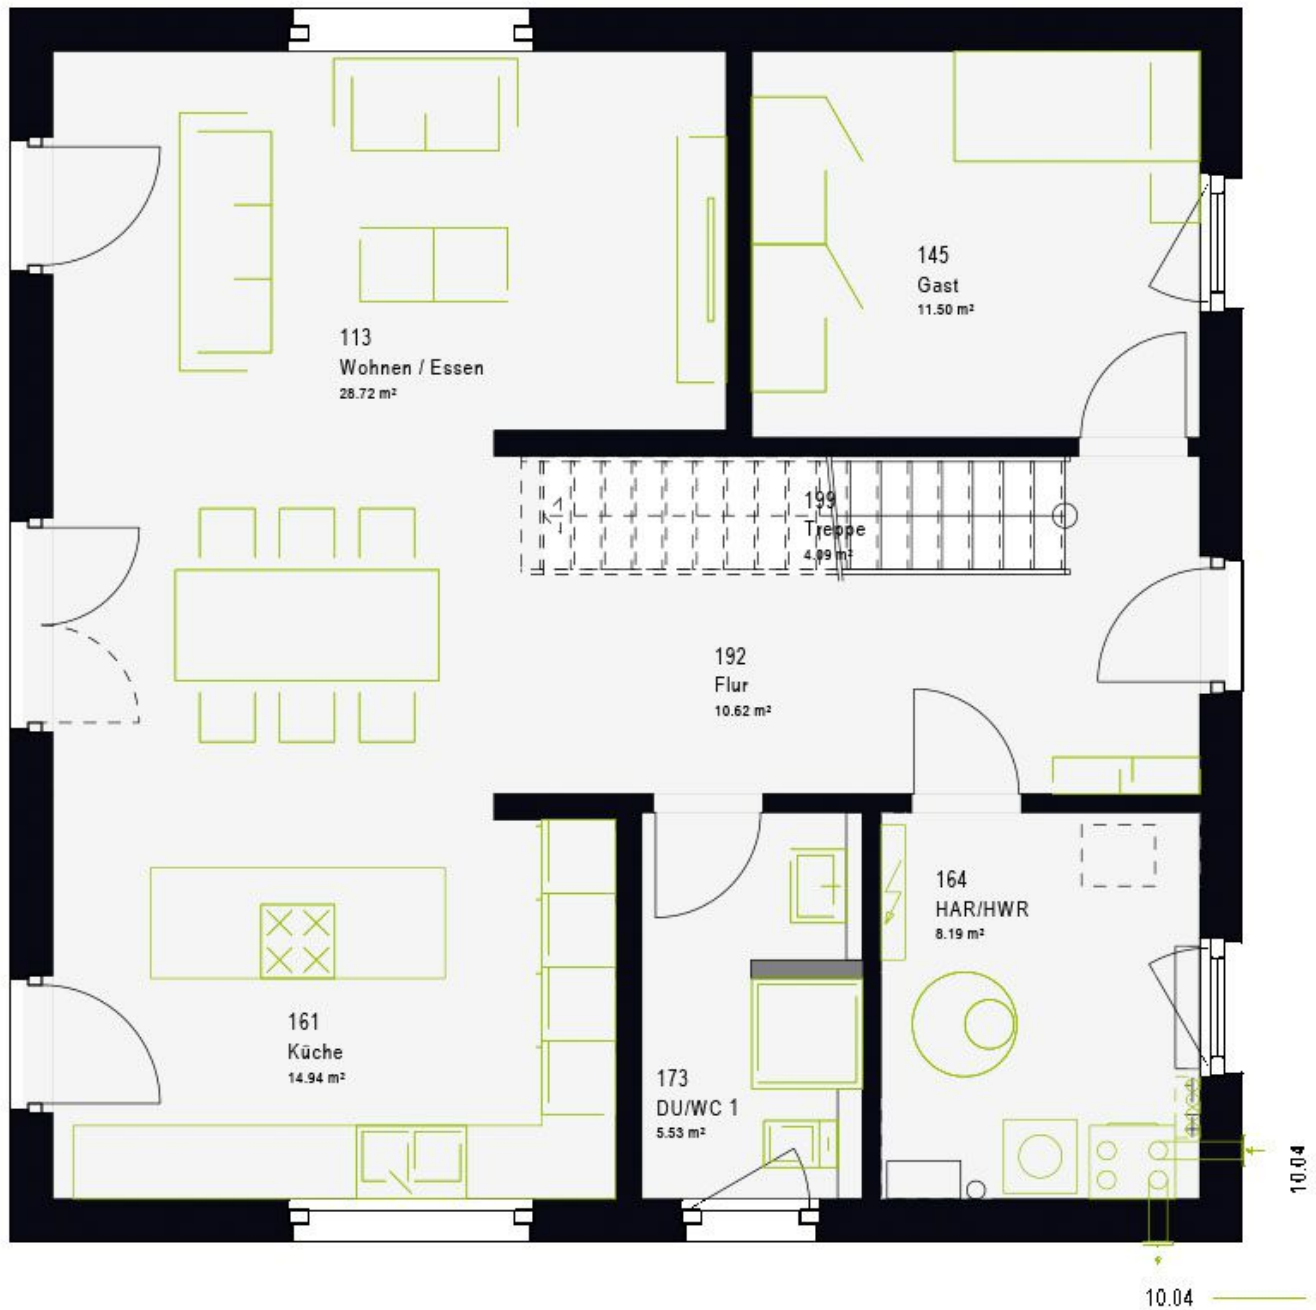 145
Gast
11.50 m²
113
Wohnen / Essen
28.72 m²
199
Treppe
4.09 m²
192
Flur
10.62 m²
164
HAR/HWR
8.19 m²
161
Küche
14.94 m²
173
DU/WC 1
5.53 m²
10.04
10.04